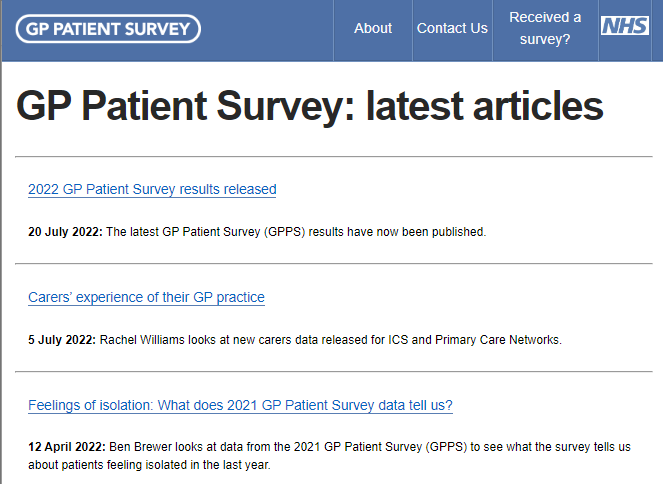 GP PATIENT SURVEY
About
Contact Us
Received a
survey?
NHS
GP Patient Survey: latest articles
2022 GP Patient Survey results released
20 July 2022: The latest GP Patient Survey (GPPS) results have now been published.
Carers’ experience of their GP practice
5 July 2022: Rachel Williams looks at new carers data released for ICS and Primary Care Networks.
Feelings of isolation: What does 2021 GP Patient Survey data tell us?
12 April 2022: Ben Brewer looks at data from the 2021 GP Patient Survey (GPPS) to see what the survey tells us
about patients feeling isolated in the last year.